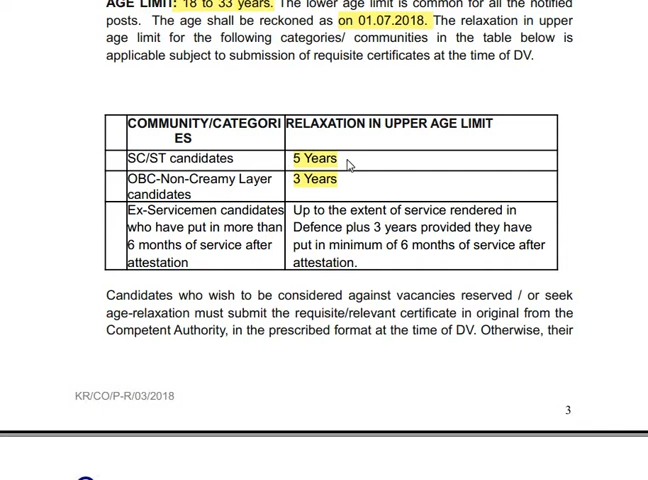 AGE LIMIT: 18 to 33 years. The lower age limit is common for all the notified
posts. The age shall be reckoned as on 01.07.2018. The relaxation in upper
age limit for the following categories/ communities in the table below is
applicable subject to submission of requisite certificates at the time of DV.
COMMUNITY/CATEGORI RELAXATION IN UPPER AGE LIMIT
ES
SC/ST candidates 5 Years
OBC-Non-Creamy Layer 3 Years
candidates
Ex-Servicemen candidates Up to the extent of service rendered in
who have put in more than Defence plus 3 years provided they have
6 months of service after put in minimum of 6 months of service after
attestation attestation.
Candidates who wish to be considered against vacancies reserved / or seek
age-relaxation must submit the requisite/relevant certificate in original from the
Competent Authority, in the prescribed format at the time of DV. Otherwise, their
KR/CO/P-R/03/2018
3